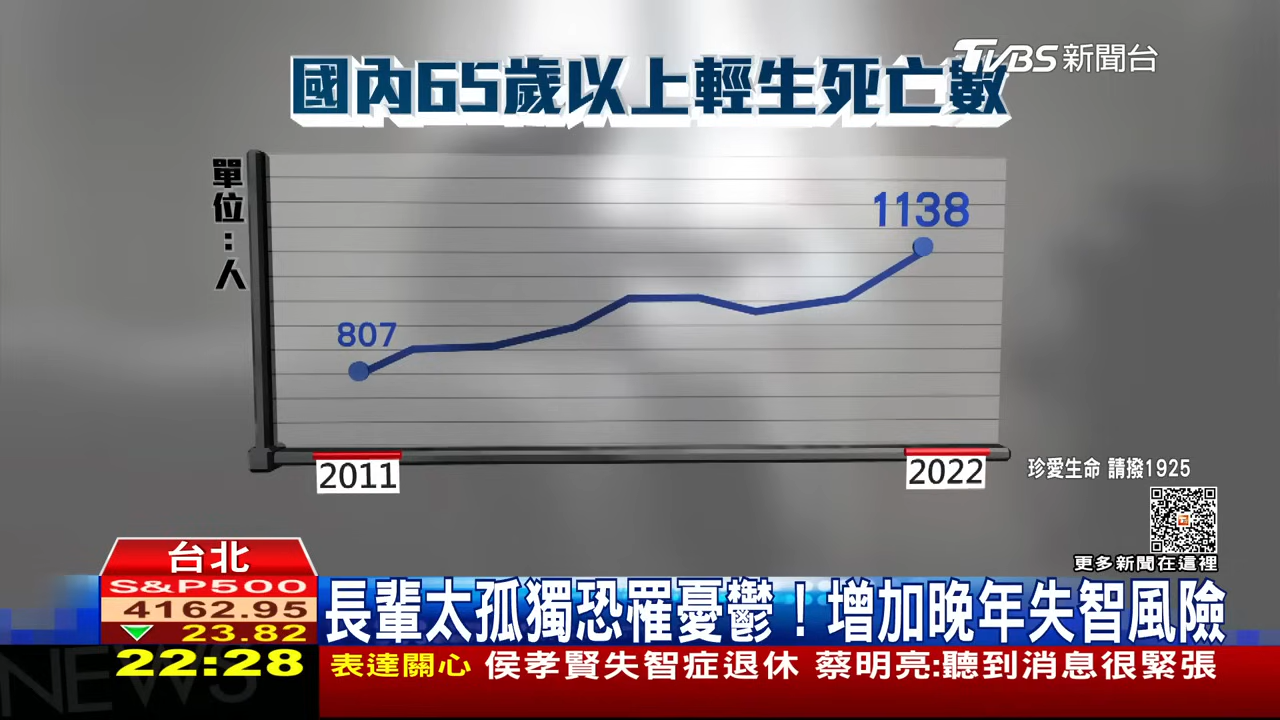 TVBS新聞台
國內65歲以上輕生死亡數
單位：人
1138
807
2011
2022
珍愛生命 請撥1925
更多新聞在這裡
台北
S&P500
4162.95
23.82
22:28
長輩太孤獨恐罹憂鬱！增加晚年失智風險
表達關心 侯孝賢失智症退休 蔡明亮:聽到消息很緊張
NEWS